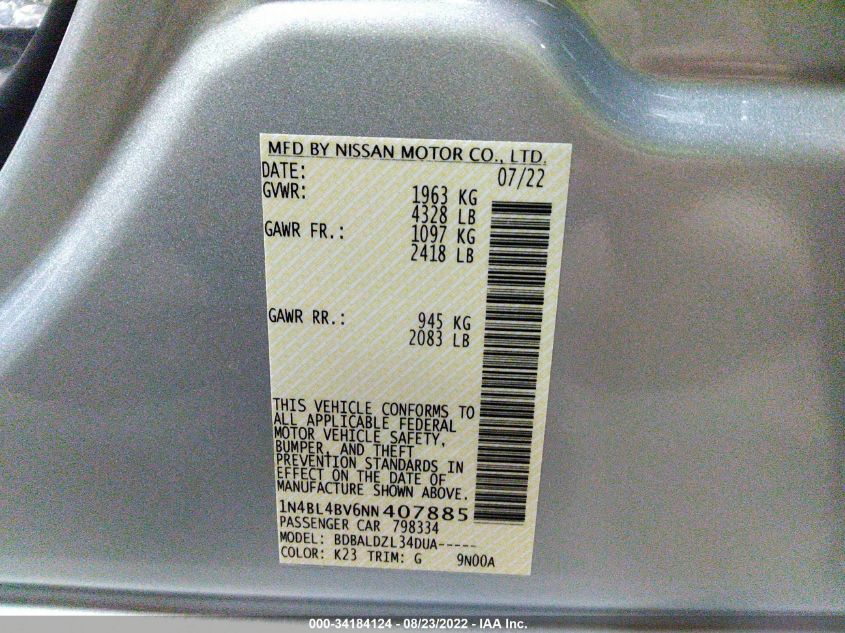 MFD BY NISSAN MOTOR CO., LTD.
DATE: 07/22
GVWR: 1963 KG
4328 LB
GAWR FR.: 1097 KG
2418 LB
GAWR RR.: 945 KG
2083 LB
THIS VEHICLE CONFORMS TO
ALL APPLICABLE FEDERAL
MOTOR VEHICLE SAFETY,
BUMPER, AND THEFT
PREVENTION STANDARDS IN
EFFECT ON THE DATE OF
MANUFACTURE SHOWN ABOVE.
1N4BL4BV6NN407885
PASSENGER CAR 798334
MODEL: BDBALDZL34DUA-----
COLOR: K23 TRIM: G 9N00A
000-34184124 - 08/23/2022 - IAA Inc.